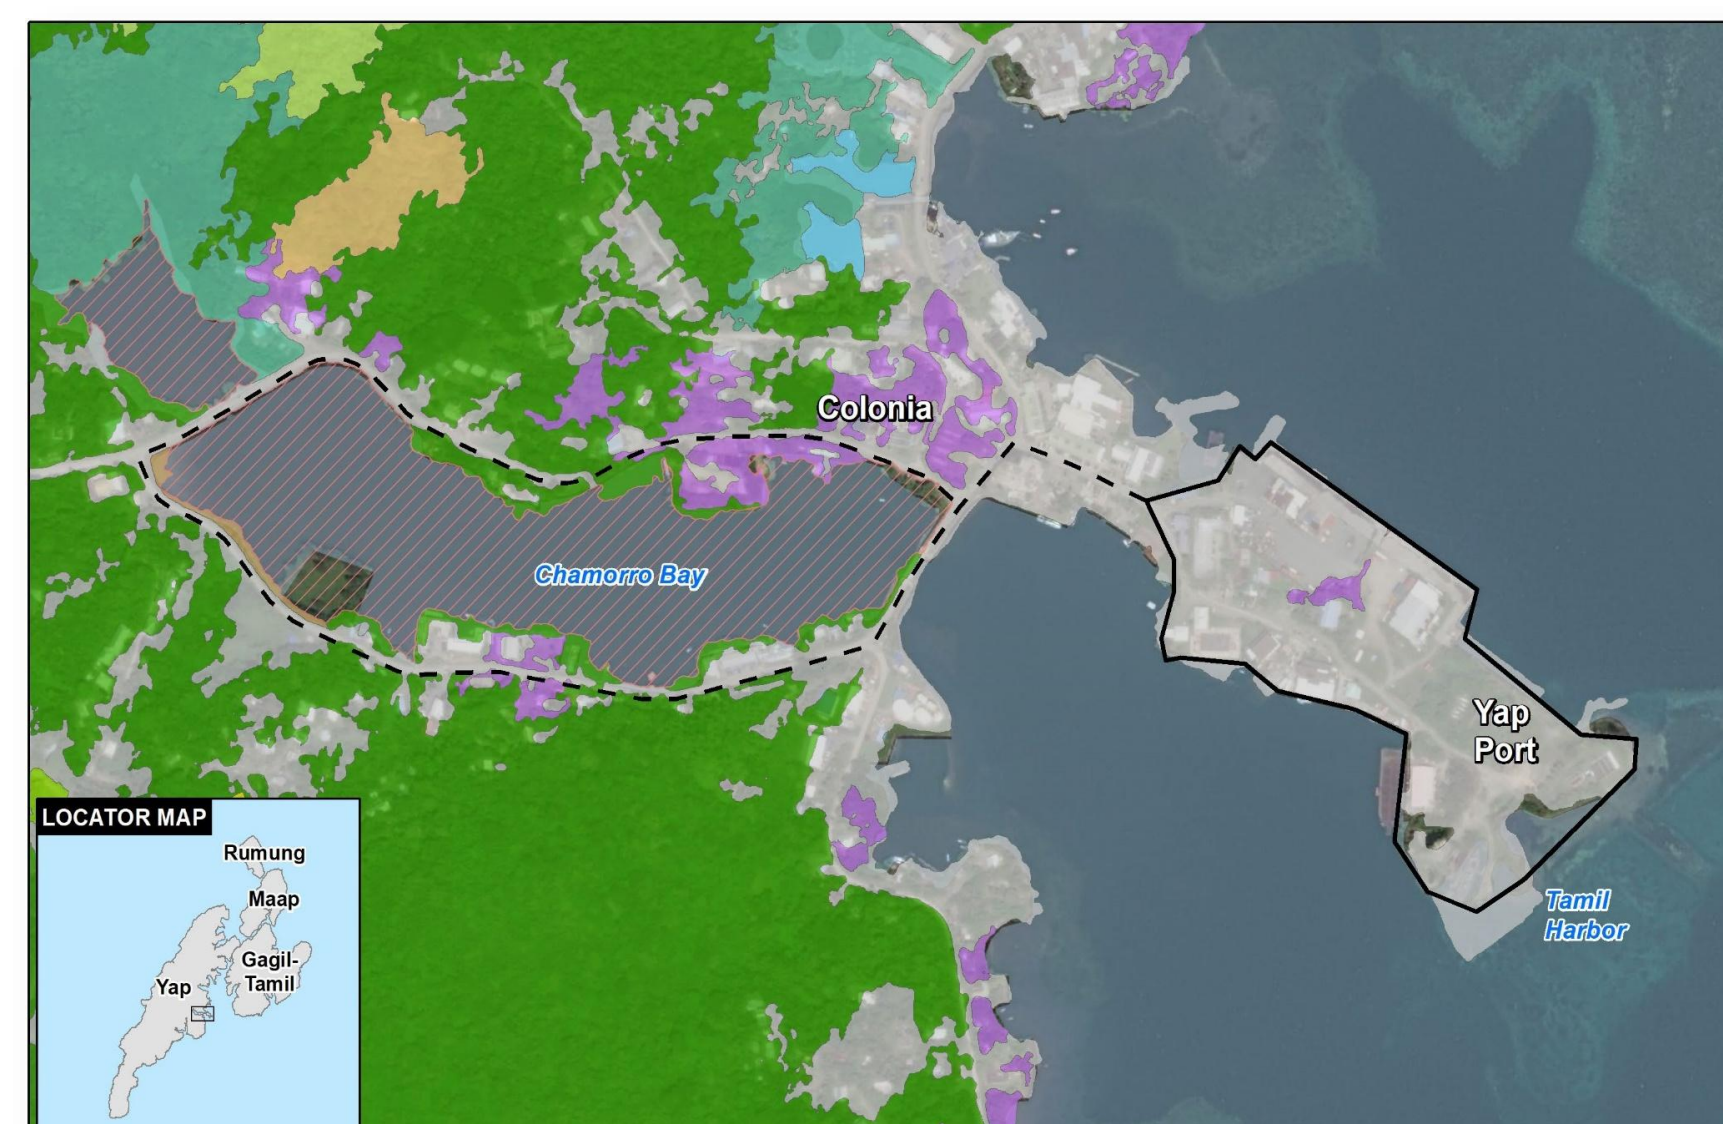 Colonia
Chamorro Bay
Yap
Port
Tamil
Harbor
LOCATOR MAP
Rumung
Maap
Gagil-
Tamil
Yap